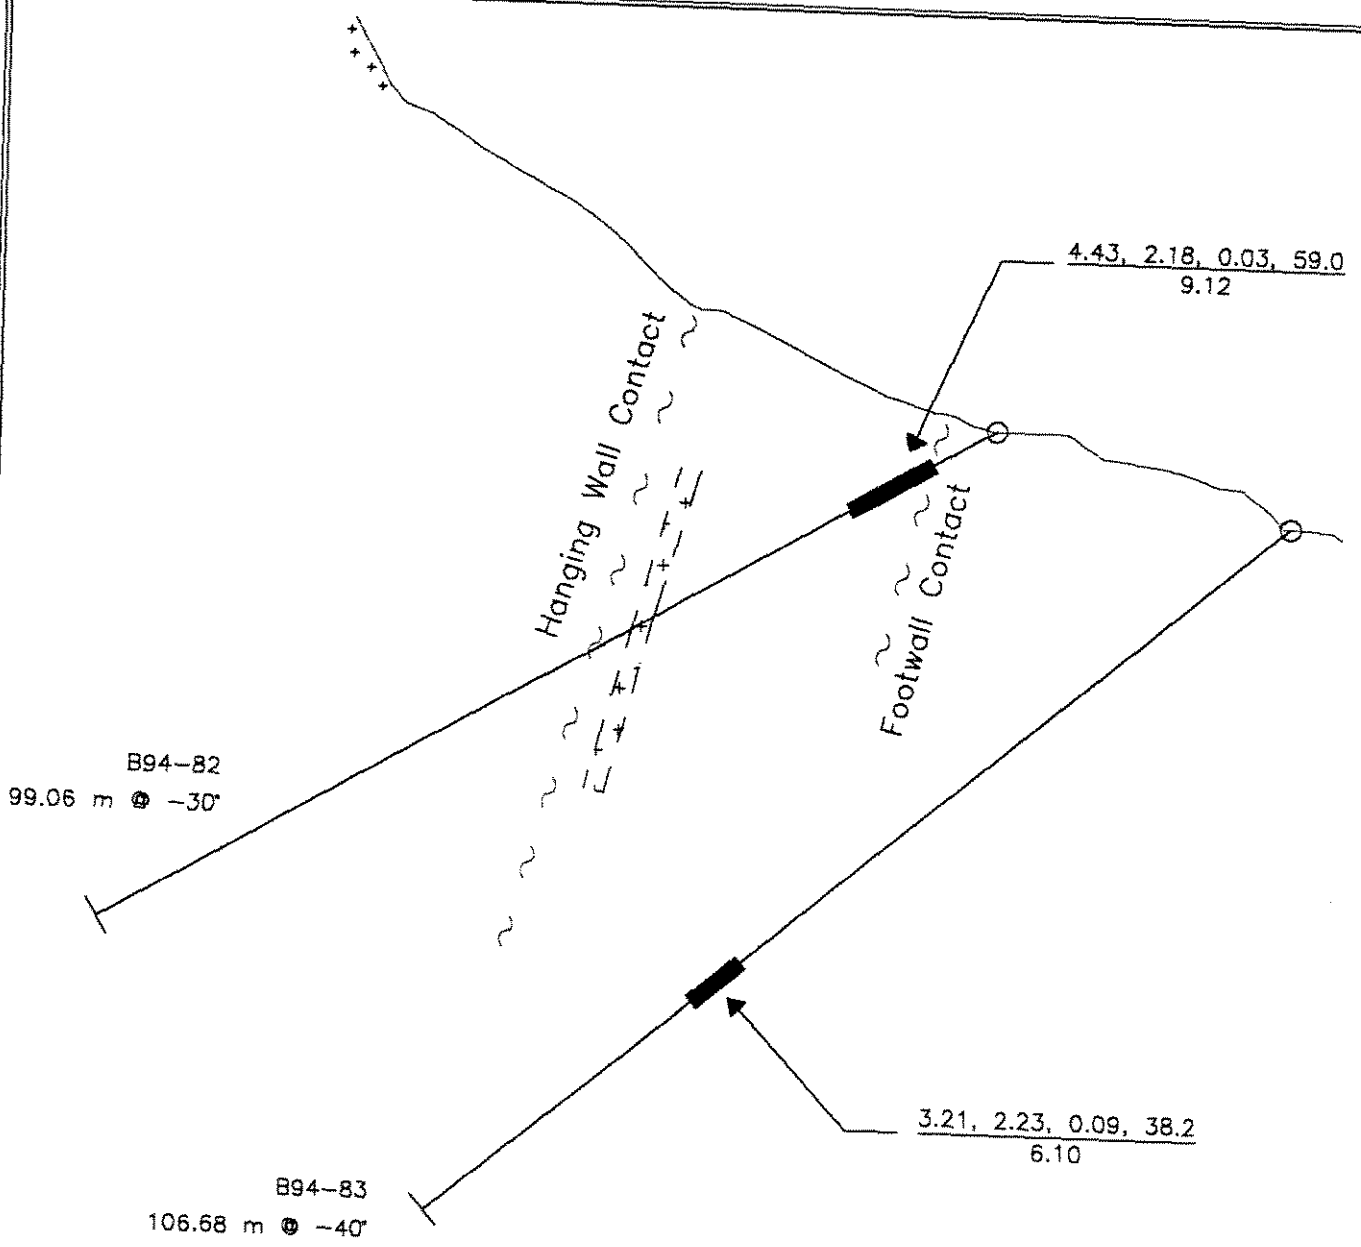 4.43, 2.18, 0.03, 59.0
9.12
Hanging Wall Contact
Footwall Contact
B94-82
99.06 m @ -30°
3.21, 2.23, 0.09, 38.2
6.10
B94-83
106.68 m @ -40°